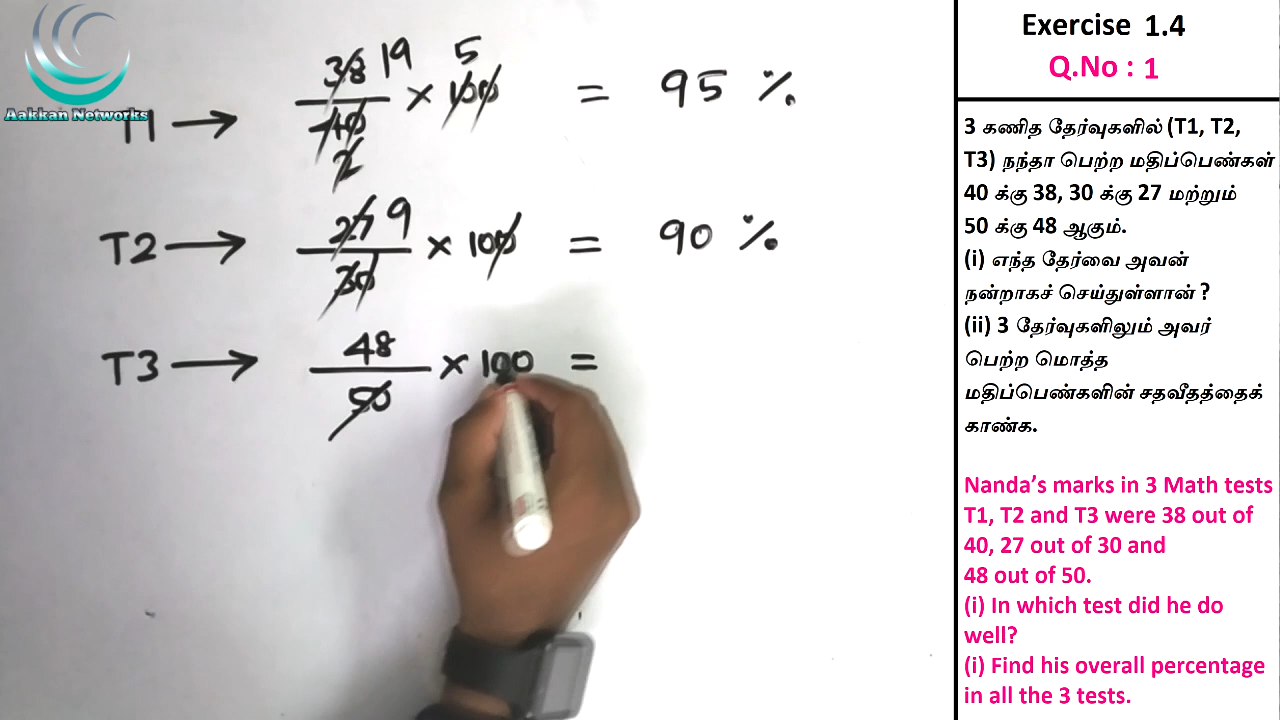 Aakkan Networks
T1 → 38 19 / 40 2 × 100 5 = 95 %
T2 → 27 9 / 30 × 100 = 90 %
T3 → 48 / 50 × 100 =
Exercise 1.4
Q.No : 1
3 கணித தேர்வுகளில் (T1, T2,
T3) நந்தா பெற்ற மதிப்பெண்கள்
40 க்கு 38, 30 க்கு 27 மற்றும்
50 க்கு 48 ஆகும்.
(i) எந்த தேர்வை அவன்
நன்றாகச் செய்துள்ளான் ?
(ii) 3 தேர்வுகளிலும் அவர்
பெற்ற மொத்த
மதிப்பெண்களின் சதவீதத்தைக்
காண்க.
Nanda’s marks in 3 Math tests
T1, T2 and T3 were 38 out of
40, 27 out of 30 and
48 out of 50.
(i) In which test did he do
well?
(i) Find his overall percentage
in all the 3 tests.